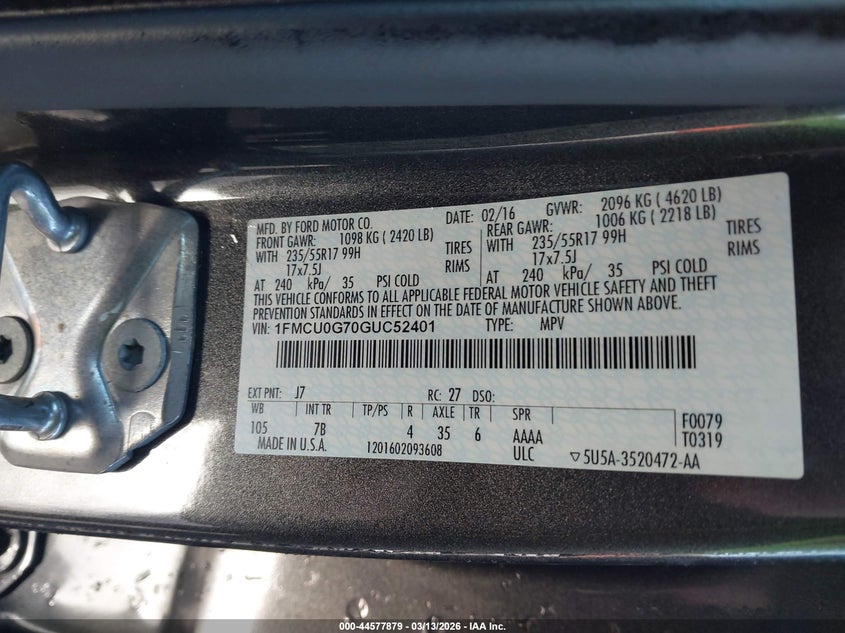 MFD. BY FORD MOTOR CO. DATE: 02/16 GVWR: 2096 KG ( 4620 LB)
FRONT GAWR: 1098 KG ( 2420 LB) REAR GAWR: 1006 KG ( 2218 LB)
WITH 235/55R17 99H TIRES WITH 235/55R17 99H TIRES
17x7.5J RIMS 17x7.5J RIMS
AT 240 kPa/ 35 PSI COLD AT 240 kPa/ 35 PSI COLD
THIS VEHICLE CONFORMS TO ALL APPLICABLE FEDERAL MOTOR VEHICLE SAFETY AND THEFT
PREVENTION STANDARDS IN EFFECT ON THE DATE OF MANUFACTURE SHOWN ABOVE.
VIN: 1FMCU0G70GUC52401 TYPE: MPV
EXT PNT: J7 RC: 27 DSO:
WB INT TR TP/PS R AXLE TR SPR F0079
105 7B 4 35 6 AAAA T0319
MADE IN U.S.A. 1201602093608 ULC ▽5U5A-3520472-AA
000-44577879 - 03/13/2026 - IAA Inc.